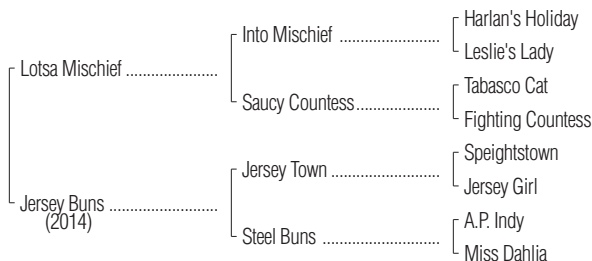 Harlan's Holiday
Into Mischief ........................
Leslie's Lady
Lotsa Mischief ......................
Tabasco Cat
Saucy Countess....................
Fighting Countess
Speightstown
Jersey Town ..........................
Jersey Girl
Jersey Buns ..........................
(2014)
A.P. Indy
Steel Buns ............................
Miss Dahlia